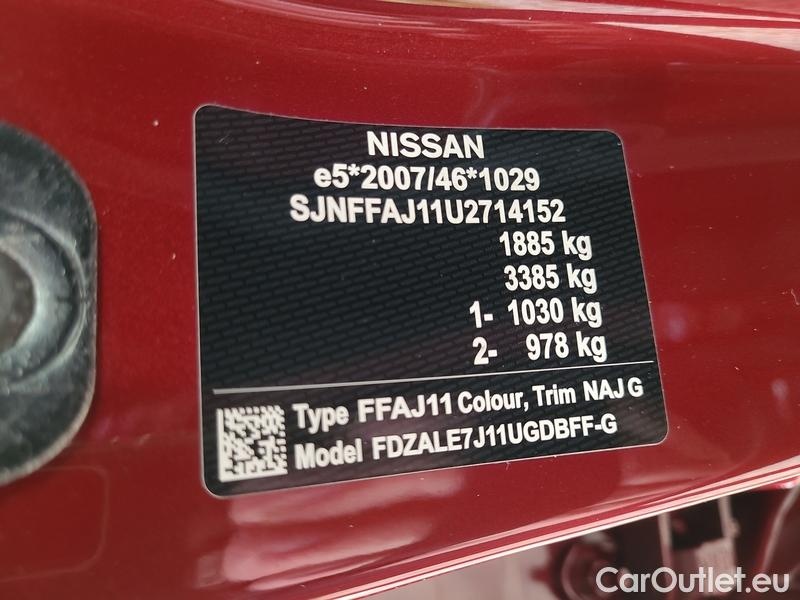 NISSAN
e5*2007/46*1029
SJNFFAJ11U2714152
1885 kg
3385 kg
1- 1030 kg
2- 978 kg
Type FFAJ11 Colour, Trim NAJ G
Model FDZALE7J11UGDBFF-G
CarOutlet.eu